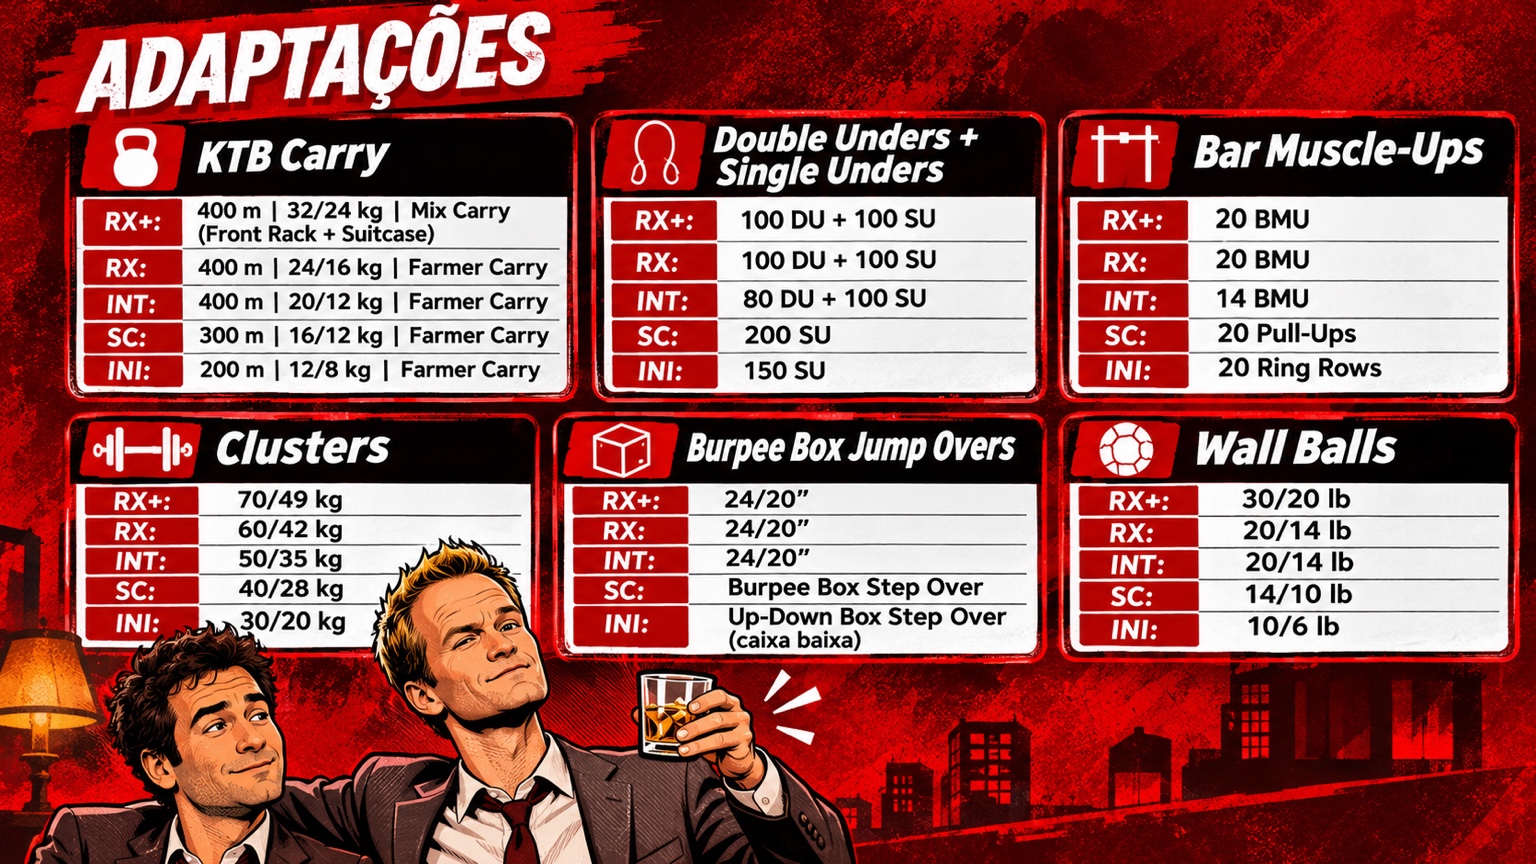 ADAPTAÇÕES
KTB Carry
RX+: 400 m | 32/24 kg | Mix Carry
(Front Rack + Suitcase)
RX: 400 m | 24/16 kg | Farmer Carry
INT: 400 m | 20/12 kg | Farmer Carry
SC: 300 m | 16/12 kg | Farmer Carry
INI: 200 m | 12/8 kg | Farmer Carry
Double Unders +
Single Unders
RX+: 100 DU + 100 SU
RX: 100 DU + 100 SU
INT: 80 DU + 100 SU
SC: 200 SU
INI: 150 SU
Bar Muscle-Ups
RX+: 20 BMU
RX: 20 BMU
INT: 14 BMU
SC: 20 Pull-Ups
INI: 20 Ring Rows
Clusters
RX+: 70/49 kg
RX: 60/42 kg
INT: 50/35 kg
SC: 40/28 kg
INI: 30/20 kg
Burpee Box Jump Overs
RX+: 24/20”
RX: 24/20”
INT: 24/20”
SC: Burpee Box Step Over
INI: Up-Down Box Step Over
(caixa baixa)
Wall Balls
RX+: 30/20 lb
RX: 20/14 lb
INT: 20/14 lb
SC: 14/10 lb
INI: 10/6 lb